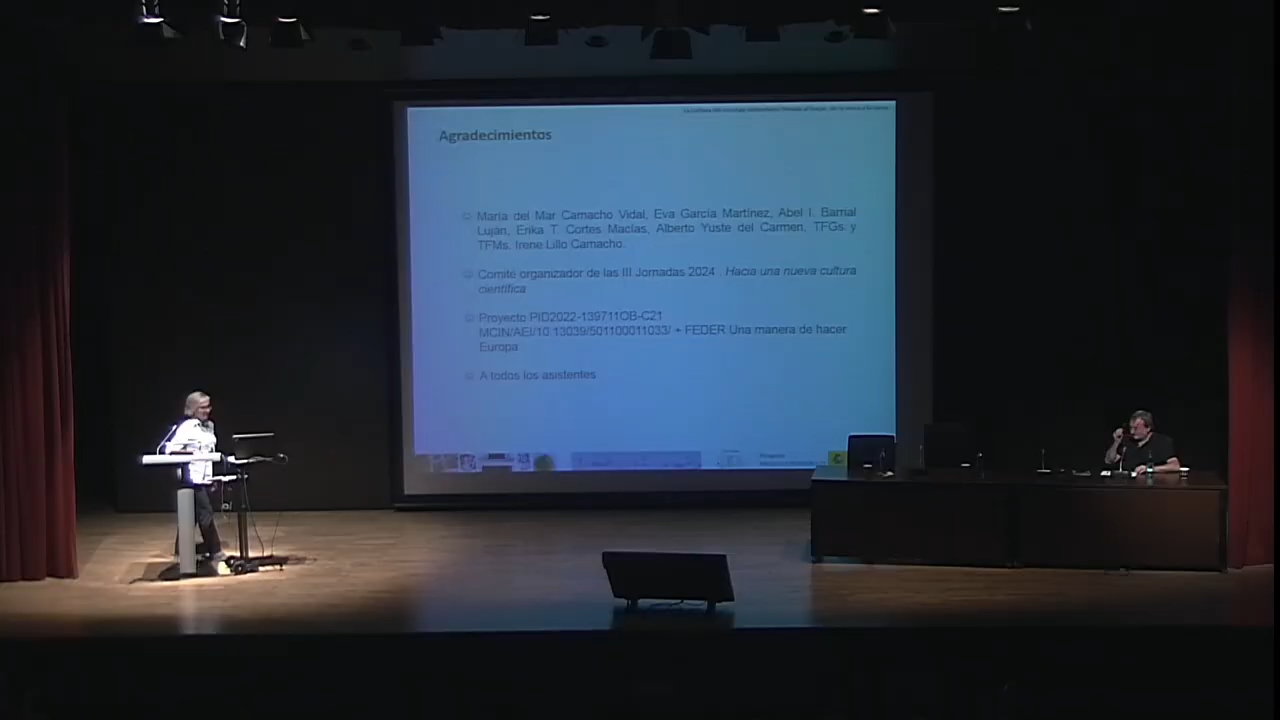 Agradecimientos
María del Mar Camacho Vidal, Eva García Martínez, Abel I. Barrial
Luján, Erika T. Cortes Macías, Alberto Yuste del Carmen, TFGs y
TFMs, Irene Lillo Camacho.
Comité organizador de las III Jornadas 2024 . Hacia una nueva cultura
científica
Proyecto PID2022-139711OB-C21
MCIN/AEI/10.13039/501100011033/ + FEDER Una manera de hacer
Europa
A todos los asistentes